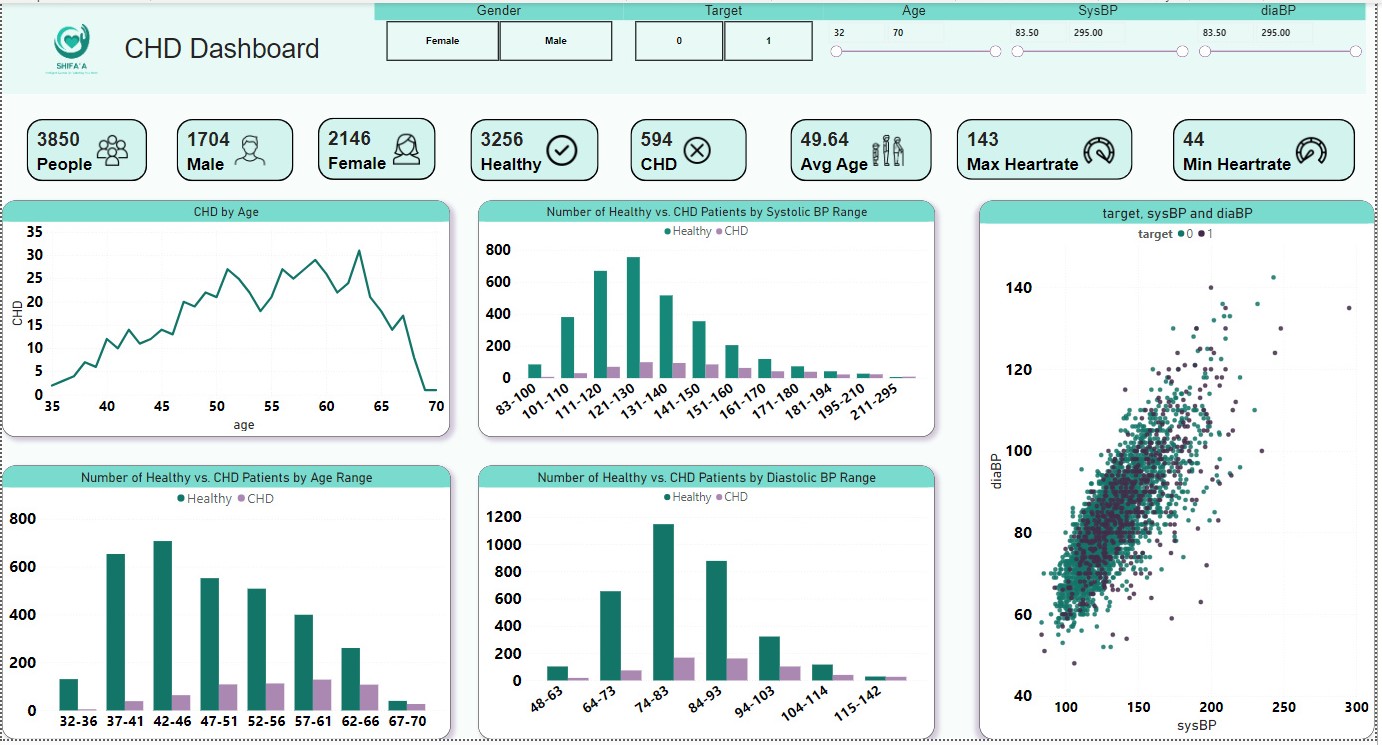 Gender Target Age SysBP diaBP
Female Male 0 1 32 70 83.50 295.00 83.50 295.00
SHIFA'A
CHD Dashboard
3850 1704 2146 3256 594 49.64 143 44
People Male Female Healthy CHD Avg Age Max Heartrate Min Heartrate
CHD by Age
35
30
25
20
15
10
5
0
CHD
35 40 45 50 55 60 65 70
age
Number of Healthy vs. CHD Patients by Systolic BP Range
Healthy CHD
800
600
400
200
0
83-100 101-110 111-120 121-130 131-140 141-150 151-160 161-170 171-180 181-194 195-210 211-295
target, sysBP and diaBP
target 0 1
140
120
100
80
60
40
diaBP
100 150 200 250 300
sysBP
Number of Healthy vs. CHD Patients by Age Range
Healthy CHD
800
600
400
200
0
32-36 37-41 42-46 47-51 52-56 57-61 62-66 67-70
Number of Healthy vs. CHD Patients by Diastolic BP Range
Healthy CHD
1200
1000
800
600
400
200
0
48-63 64-73 74-83 84-93 94-103 104-114 115-142